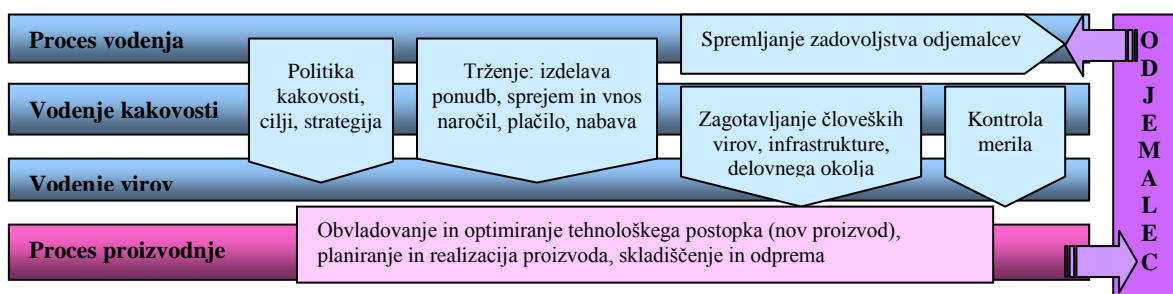 Proces vodenja
Spremljanje zadovoljstva odjemalcev
Politika
kakovosti,
cilji, strategija
Trženje: izdelava
ponudb, sprejem in vnos
naročil, plačilo, nabava
Vodenje kakovosti
Zagotavljanje človeških
virov, infrastrukture,
delovnega okolja
Kontrola
merila
Vodenje virov
Proces proizvodnje
Obvladovanje in optimiranje tehnološkega postopka (nov proizvod),
planiranje in realizacija proizvoda, skladiščenje in odprema
O
D
J
E
M
A
L
E
C